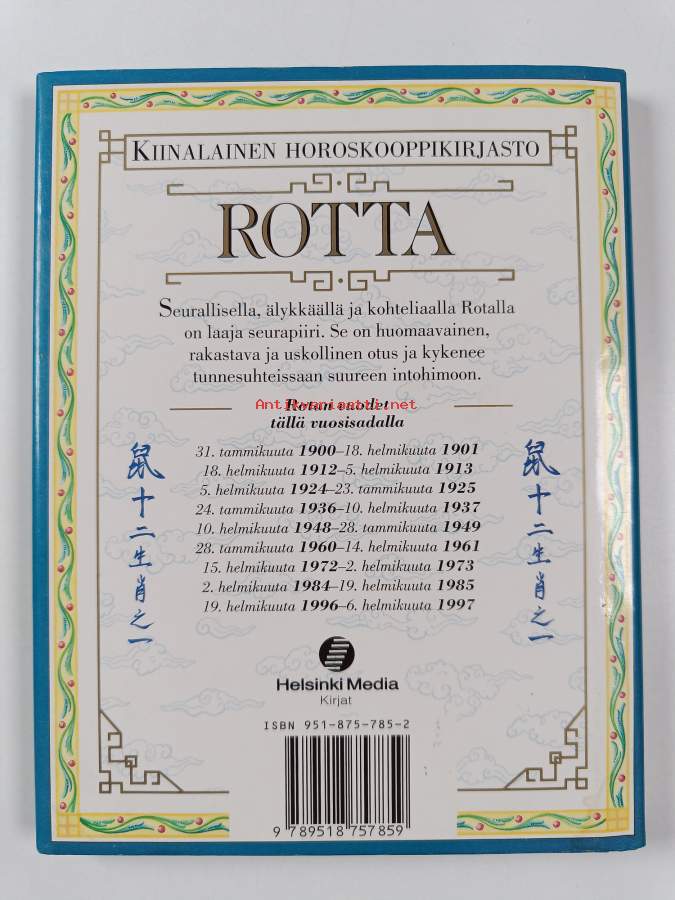 KIINALAINEN HOROSKOOPPIKIRJASTO
ROTTA
Seurallisella, älykkäällä ja kohteliaalla Rotalla
on laaja seurapiiri. Se on huomaavainen,
rakastava ja uskollinen otus ja kykenee
tunnesuhteissaan suureen intohimoon.
Antikvariaatti.net
Rotan vuodet
tällä vuosisadalla
31. tammikuuta 1900–18. helmikuuta 1901
18. helmikuuta 1912–5. helmikuuta 1913
5. helmikuuta 1924–23. tammikuuta 1925
24. tammikuuta 1936–10. helmikuuta 1937
10. helmikuuta 1948–28. tammikuuta 1949
28. tammikuuta 1960–14. helmikuuta 1961
15. helmikuuta 1972–2. helmikuuta 1973
2. helmikuuta 1984–19. helmikuuta 1985
19. helmikuuta 1996–6. helmikuuta 1997
鼠十二生肖之一
鼠十二生肖之一
Helsinki Media
Kirjat
ISBN 951-875-785-2
9 789518 757859